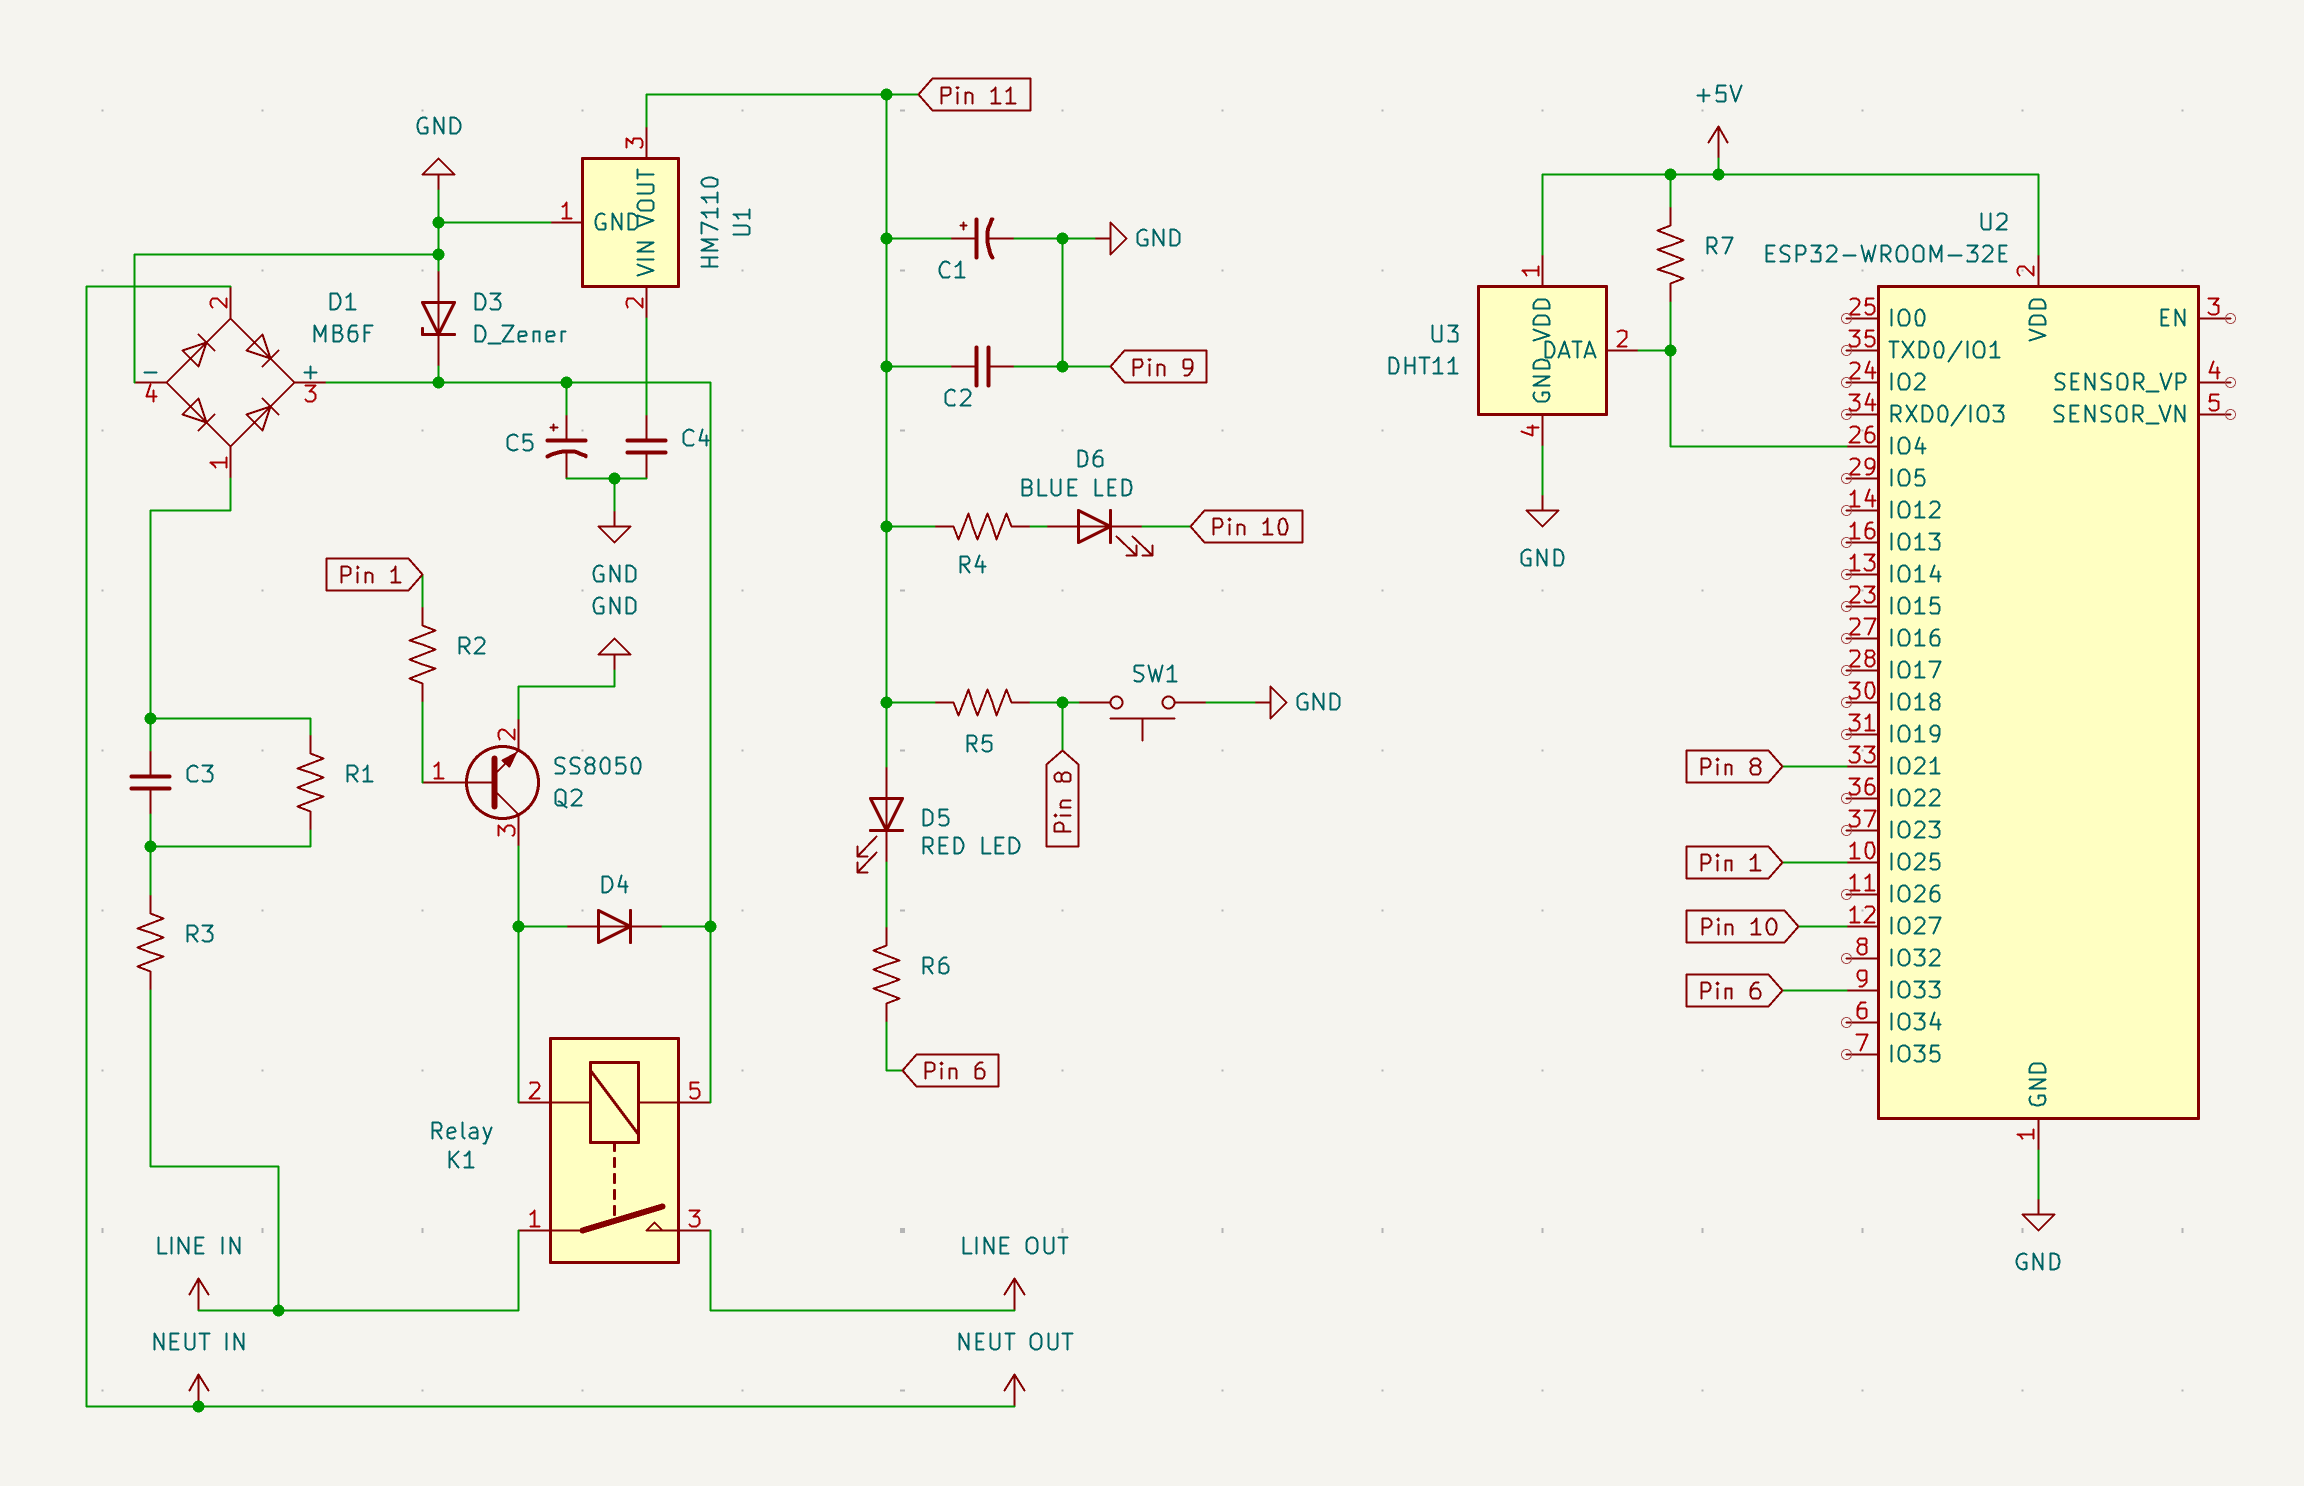 Pin 11
+5V
GND
3
VOUT
HM7110
U1
1
GND
VIN
2
GND
+
C1
U2
ESP32-WROOM-32E
R7
2
D1
MB6F
D3
D_Zener
2
-
4
+
3
1
+
C5
C4
C2
Pin 9
U3
DHT11
1
VDD
DATA
2
GND
4
GND
D6
BLUE LED
R4
Pin 10
GND
GND
Pin 1
R2
SW1
R5
GND
Pin 8
1
2
3
SS8050
Q2
C3
R1
R3
D5
RED LED
D4
R6
Pin 6
2
5
Relay
K1
1
3
LINE IN
LINE OUT
NEUT IN
NEUT OUT
VDD
25 IO0
35 TXD0/IO1
24 IO2
34 RXD0/IO3
26 IO4
29 IO5
14 IO12
16 IO13
13 IO14
23 IO15
27 IO16
28 IO17
30 IO18
31 IO19
Pin 8 33 IO21
36 IO22
37 IO23
Pin 1 10 IO25
11 IO26
Pin 10 12 IO27
8 IO32
Pin 6 9 IO33
6 IO34
7 IO35
EN 3
SENSOR_VP 4
SENSOR_VN 5
GND
1
GND